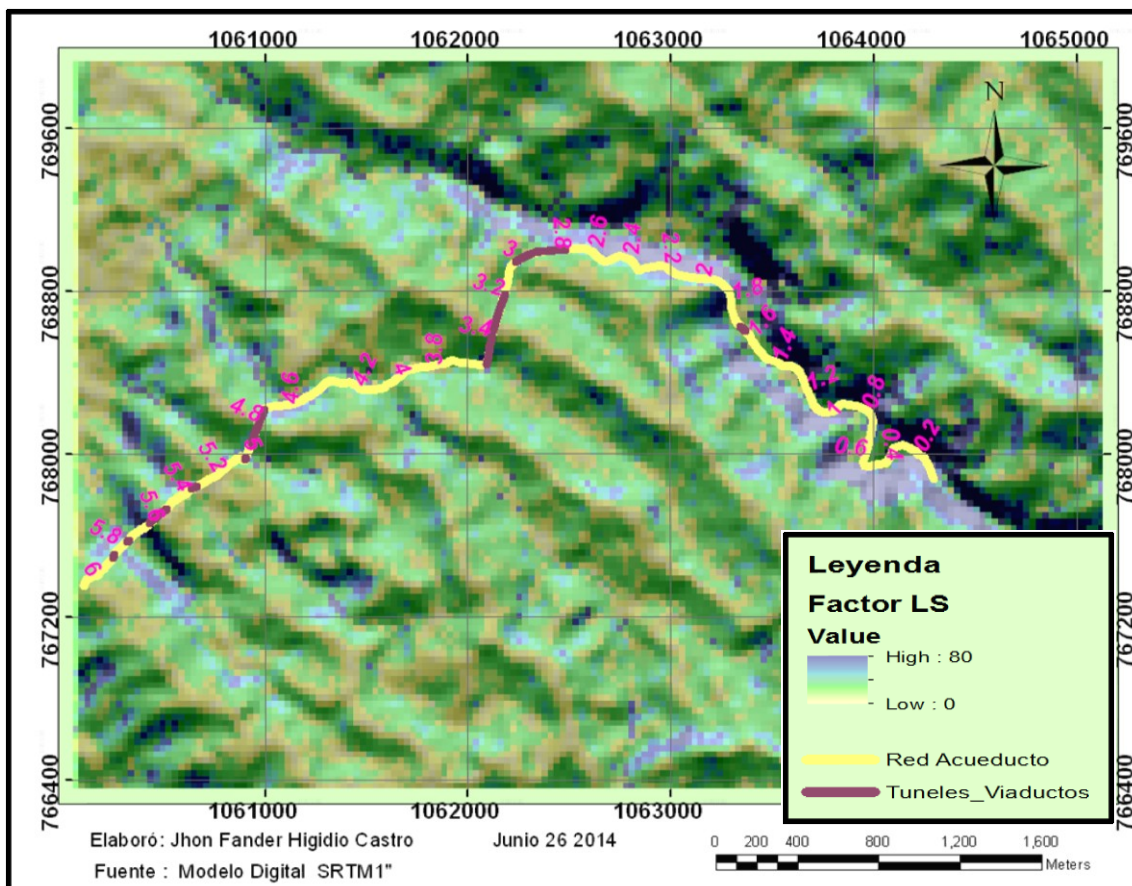 1061000 1062000 1063000 1064000 1065000
N
769600 769600
768800 768800
768000 768000
767200 767200
766400 766400
3 2.8 2.6 2.4 2.2 2 1.8 1.6 1.4 1.2 1 0.8 0.6 0.4 0.2
3.2
3.4
3.8
4
4.2
4.6
4.8
5
5.2
5.4
5.6
5.8
6
Leyenda
Factor LS
Value
High : 80
Low : 0
Red Acueducto
Tuneles_Viaductos
1061000 1062000 1063000 1064000 1065000
Elaboró: Jhon Fander Higidio Castro Junio 26 2014
Fuente : Modelo Digital SRTM1"
0 200 400 800 1,200 1,600
Meters